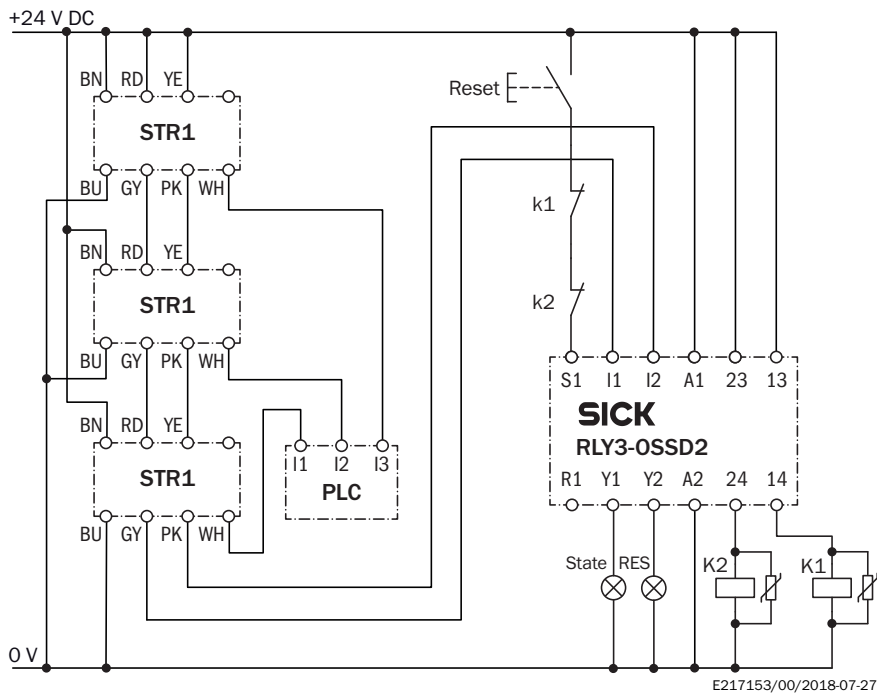 +24 V DC
BN RD YE
STR1
BU GY PK WH
BN RD YE
STR1
BU GY PK WH
BN RD YE
STR1
BU GY PK WH
I1 I2 I3
PLC
Reset
k1
k2
S1 I1 I2 A1 23 13
SICK
RLY3-OSSD2
R1 Y1 Y2 A2 24 14
State RES K2 K1
0 V
E217153/00/2018-07-27